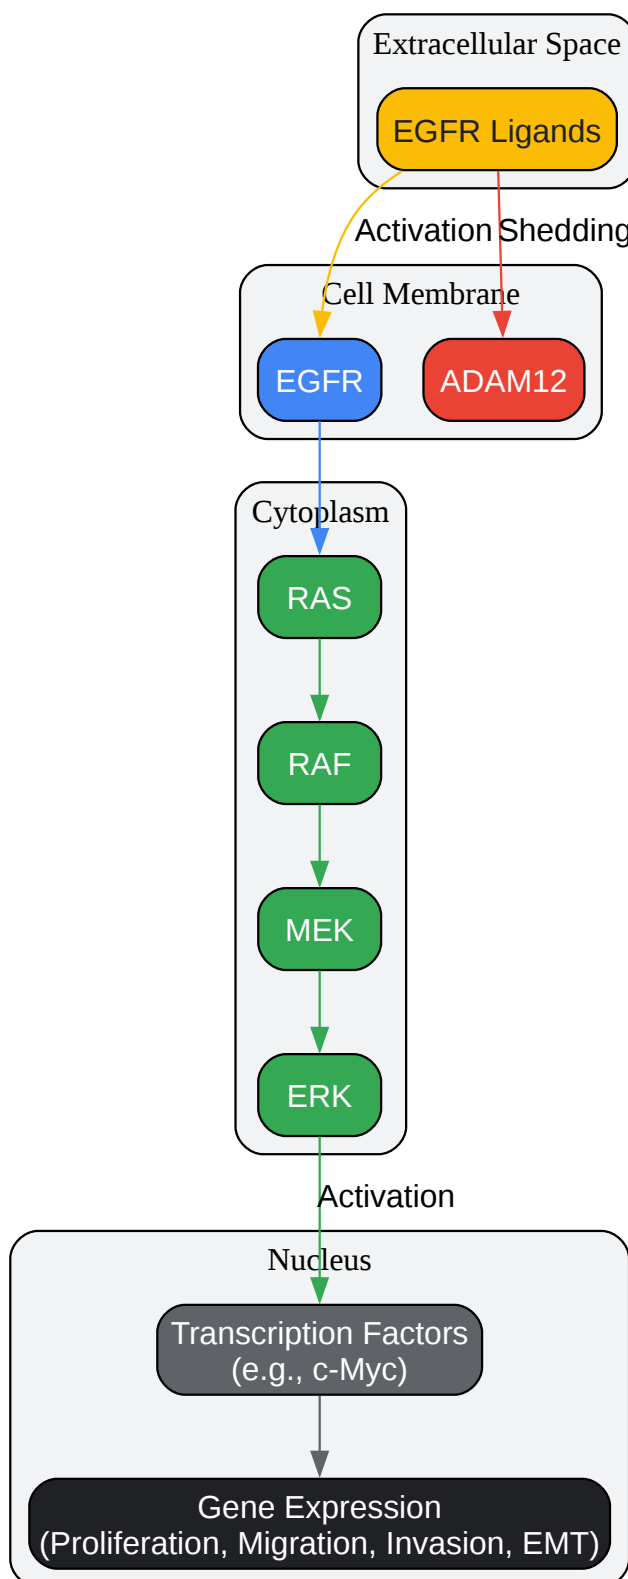 Extracellular Space
EGFR Ligands
Activation
Shedding
Cell Membrane
EGFR
ADAM12
Cytoplasm
RAS
RAF
MEK
ERK
Activation
Nucleus
Transcription Factors
(e.g., c-Myc)
Gene Expression
(Proliferation, Migration, Invasion, EMT)